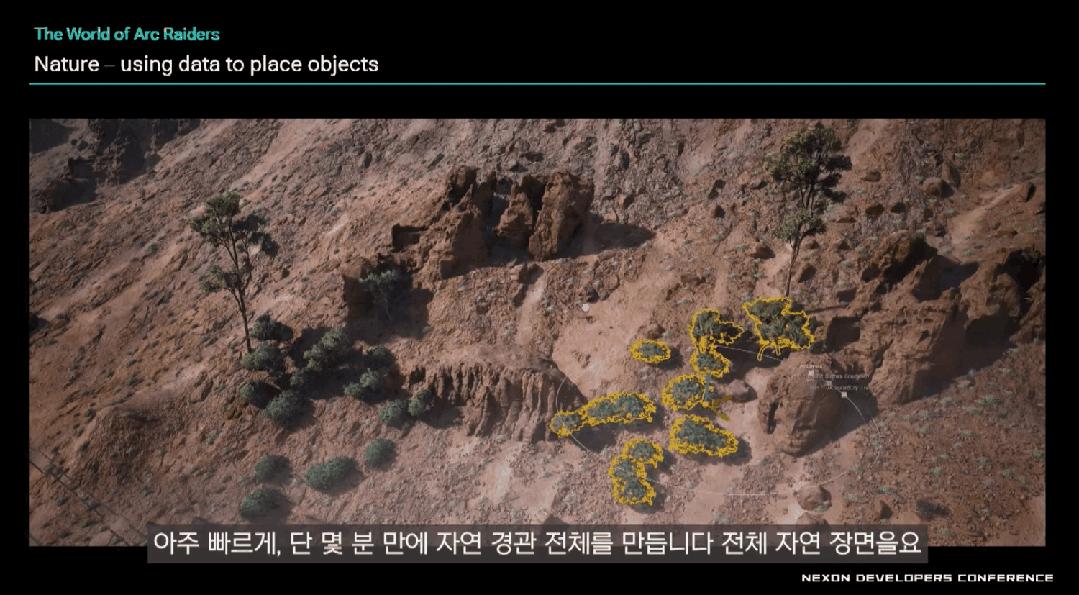 The World of Arc Raiders
Nature – using data to place objects
아주 빠르게, 단 몇 분 만에 자연 경관 전체를 만듭니다 전체 자연 장면을요
NEXON DEVELOPERS CONFERENCE